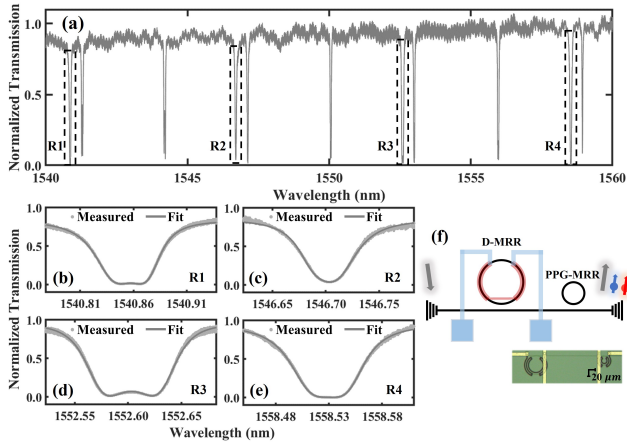 (a)
Normalized Transmission
1.0
0.5
0.0
R1
R2
R3
R4
1540
1545
1550
1555
1560
Wavelength (nm)
Normalized Transmission
1.0
0.5
0.0
Measured
Fit
(b)
R1
1540.81
1540.86
1540.91
Measured
Fit
(c)
R2
1546.65
1546.70
1546.75
1.0
0.5
0.0
Measured
Fit
(d)
R3
1552.55
1552.60
1552.65
Measured
Fit
(e)
R4
1558.48
1558.53
1558.58
Wavelength (nm)
(f)
D-MRR
PPG-MRR
20 μm